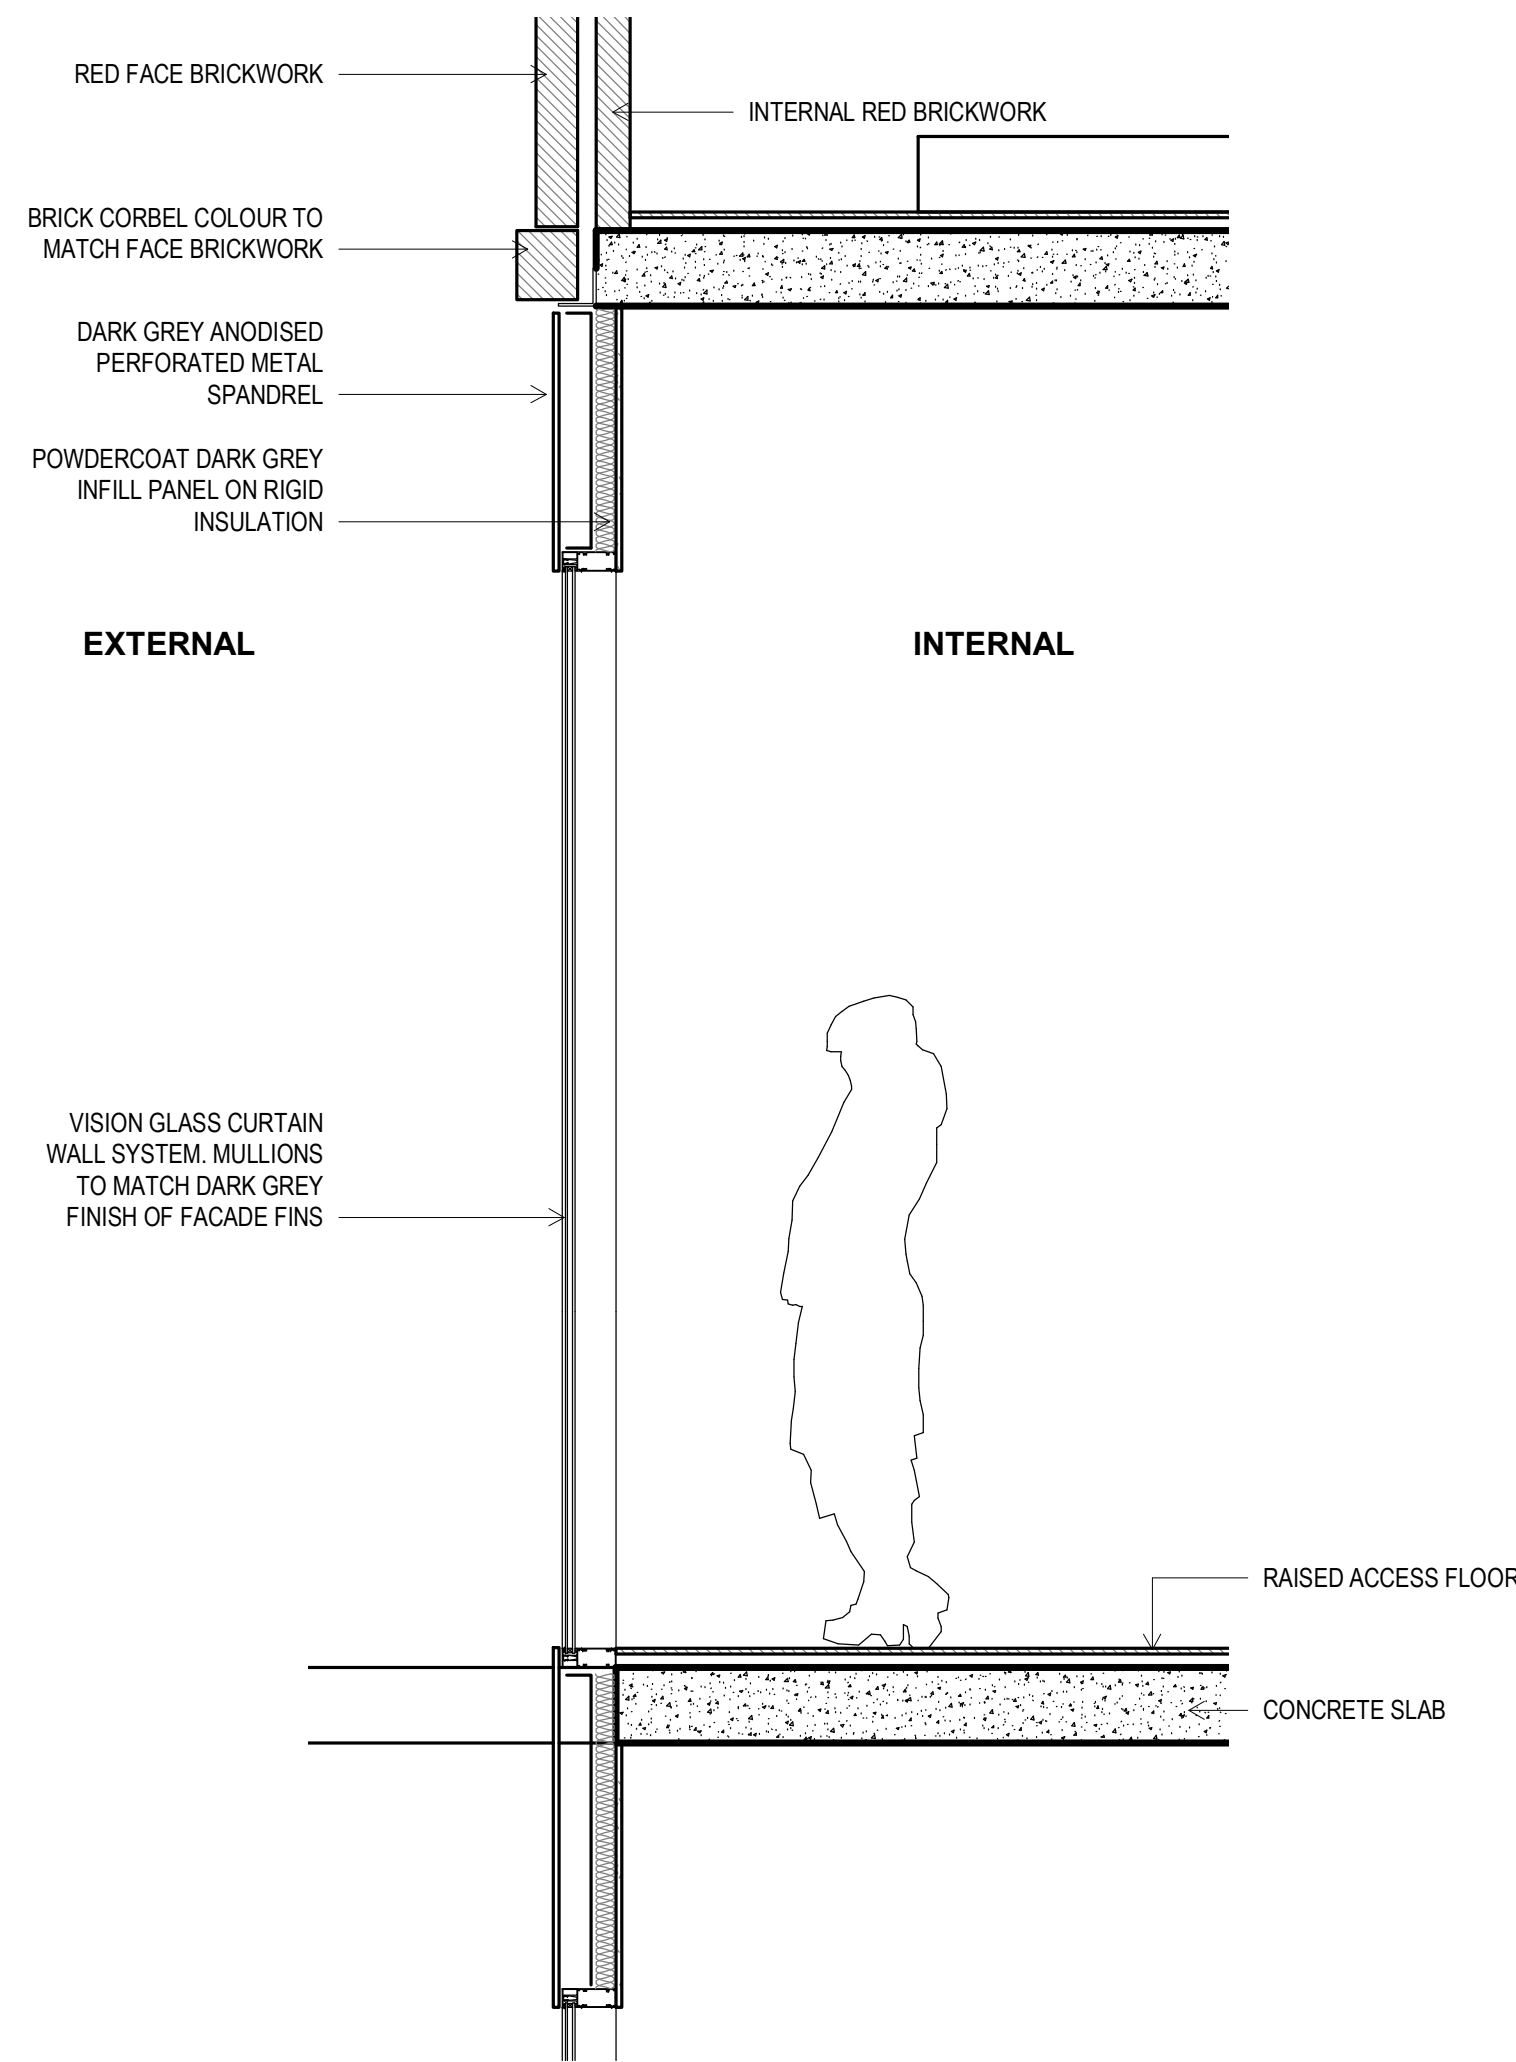 RED FACE BRICKWORK
INTERNAL RED BRICKWORK
BRICK CORBEL COLOUR TO
MATCH FACE BRICKWORK
DARK GREY ANODISED
PERFORATED METAL
SPANDREL
POWDERCOAT DARK GREY
INFILL PANEL ON RIGID
INSULATION
EXTERNAL
INTERNAL
VISION GLASS CURTAIN
WALL SYSTEM. MULLIONS
TO MATCH DARK GREY
FINISH OF FACADE FINS
RAISED ACCESS FLOOR
CONCRETE SLAB